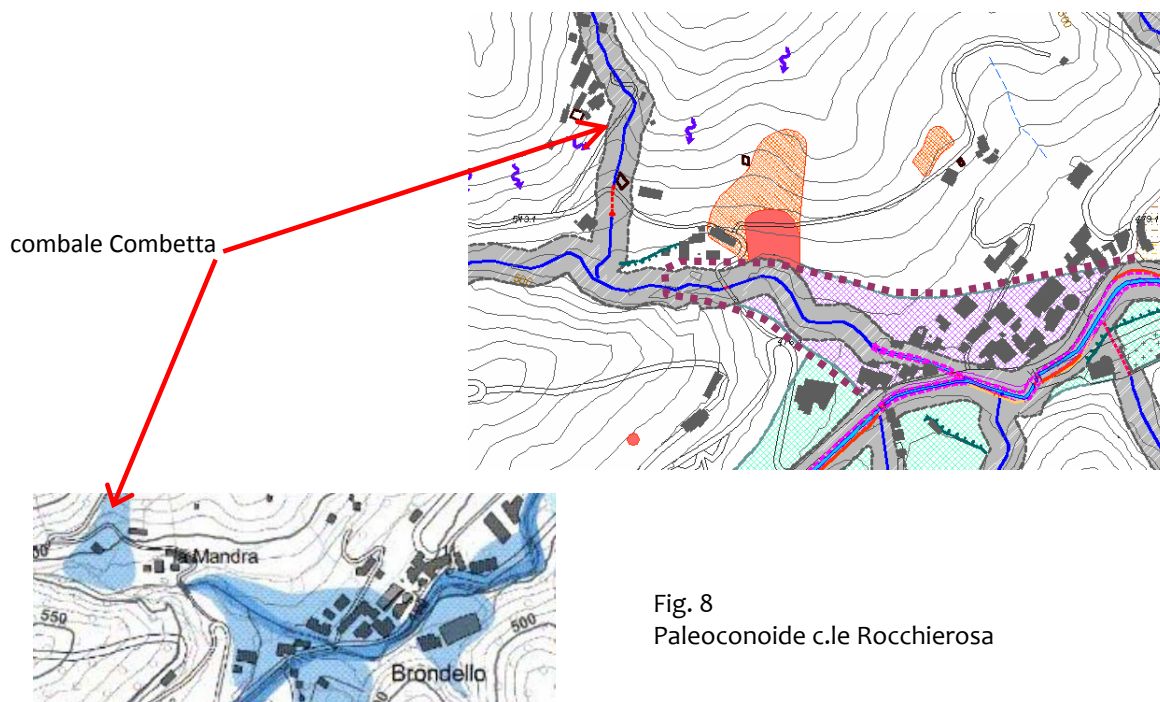 combale Combetta
la Mandra
550
500
Brondello
Fig. 8
Paleoconoide c.le Rocchierosa